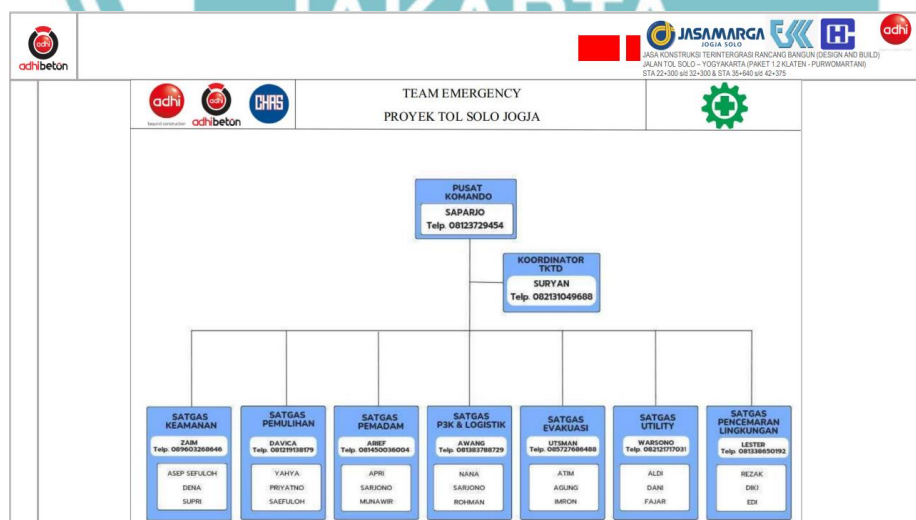 JAKARTA
adhi
adhibeton
JASAMARGA
JOGJA SOLO
adhi
JASA KONSTRUKSI TERINTERGRASI RANCANG BANGUN (DESIGN AND BUILD)
JALAN TOL SOLO – YOGYAKARTA (PAKET 1.2 KLATEN - PURWOMARTANI)
STA 22+300 s/d 32+300 & STA 35+640 s/d 42+375
adhi
adhi
adhibeton
CHAS
TEAM EMERGENCY
PROYEK TOL SOLO JOGJA
PUSAT
KOMANDO
SAPARJO
Telp. 08123729454
KOORDINATOR
TKTD
SURYAN
Telp. 082131049688
SATGAS
KEAMANAN
ZAIM
Telp. 089603268646
ASEP SEFULOH
DENA
SUPRI
SATGAS
PEMULIHAN
DAVICA
Telp. 081219138179
YAHYA
PRIYATNO
SAEFULOH
SATGAS
PEMADAM
ARIEF
Telp. 081450036004
APRI
SARJONO
MUNAWIR
SATGAS
P3K & LOGISTIK
AWANG
Telp. 081383788729
NANA
SARJONO
ROHMAN
SATGAS
EVAKUASI
UTSMAN
Telp. 085727686488
ATIM
AGUNG
IMRON
SATGAS
UTILITY
WARSONO
Telp. 082121717031
ALDI
DANI
FAJAR
SATGAS
PENCEMARAN
LINGKUNGAN
LESTER
Telp. 081338650192
REZAK
DIKI
EDI